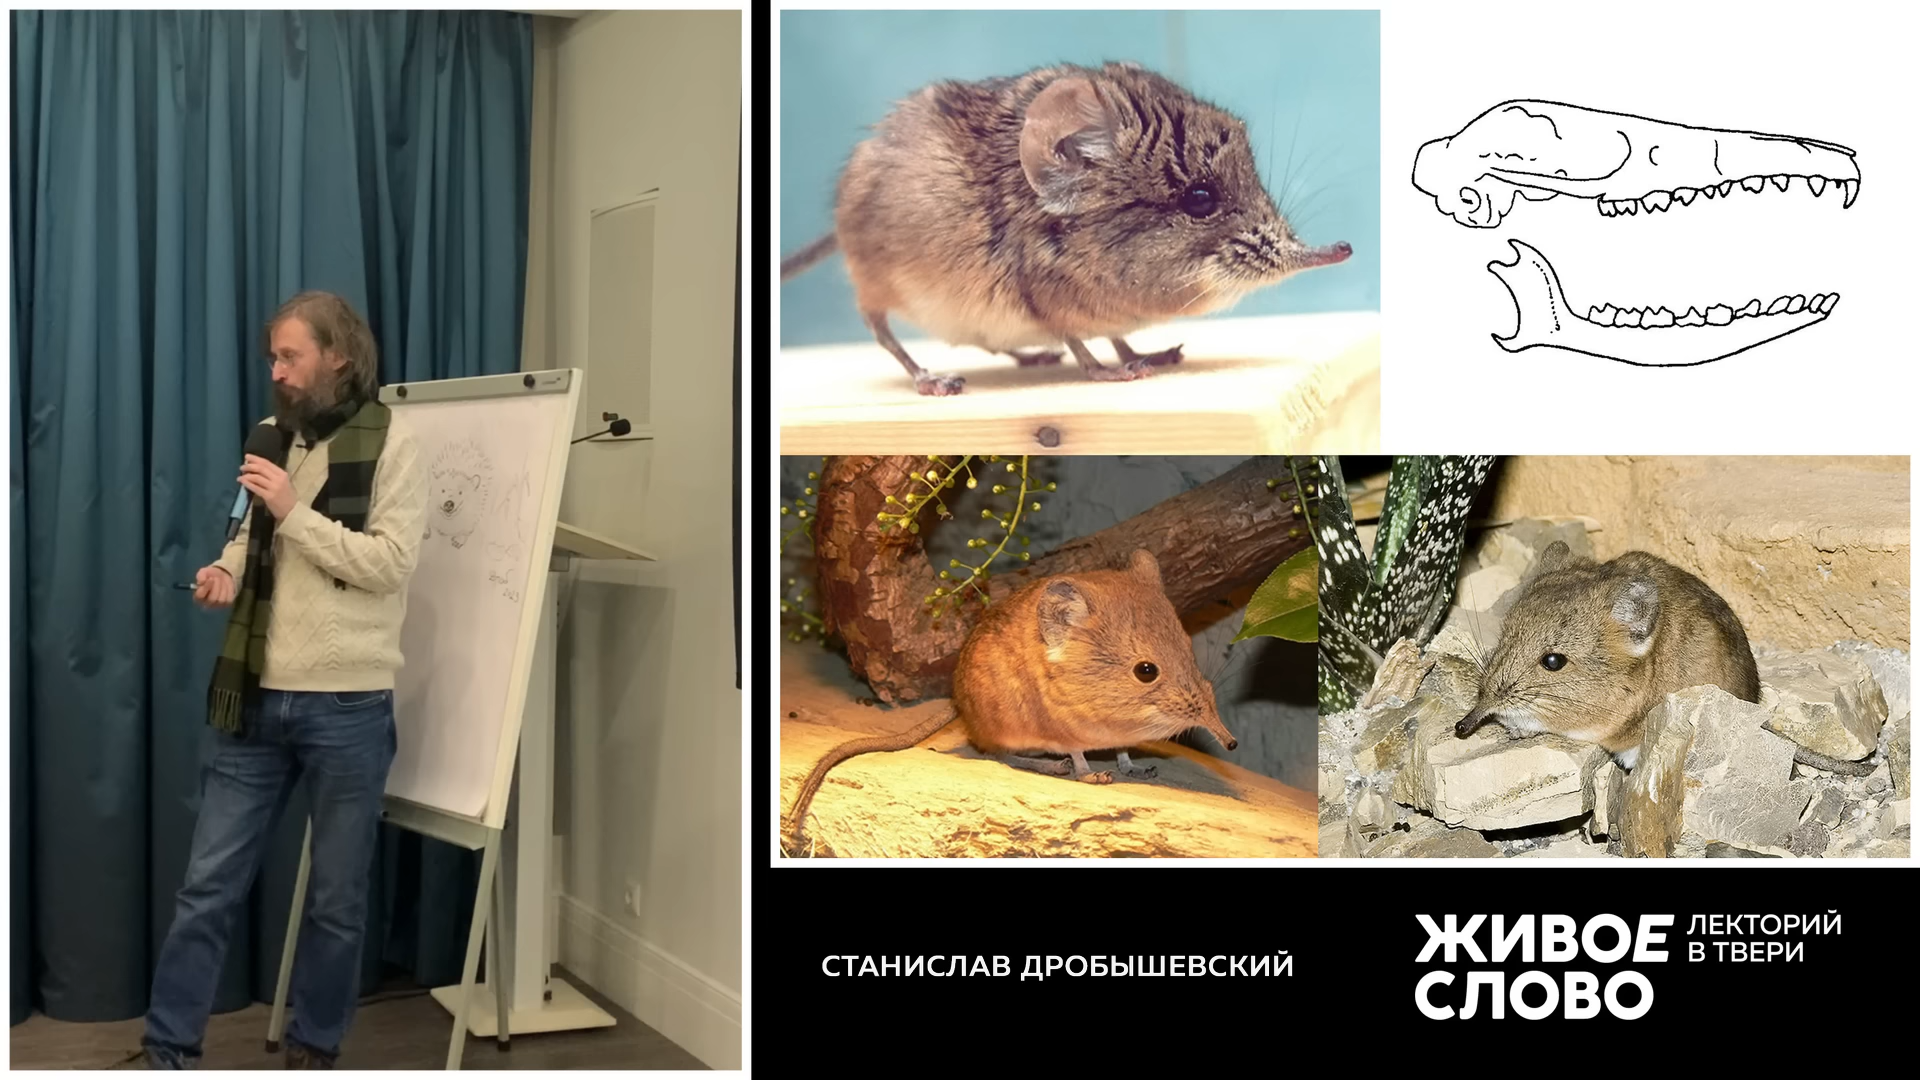 СТАНИСЛАВ ДРОБЫШЕВСКИЙ
ЖИВОЕ
СЛОВО
ЛЕКТОРИЙ
В ТВЕРИ